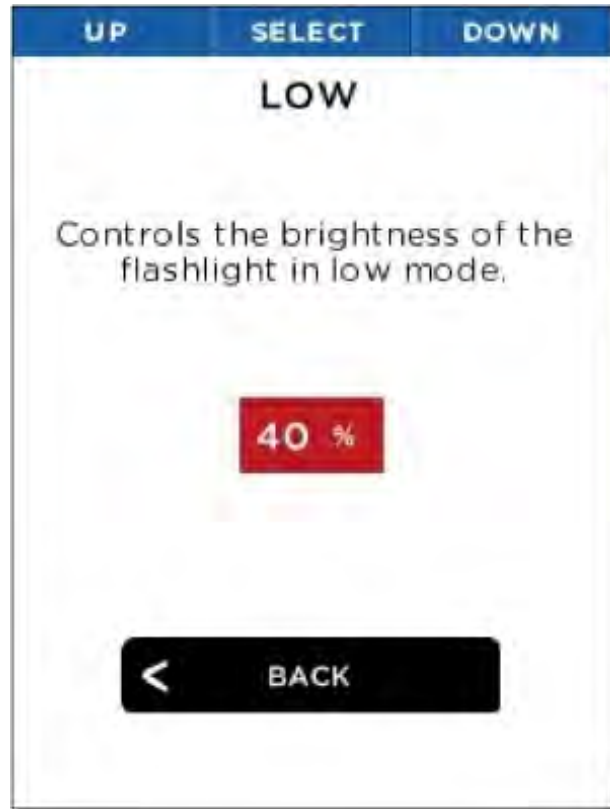 UP SELECT DOWN
LOW
Controls the brightness of the
flashlight in low mode.
40 %
< BACK